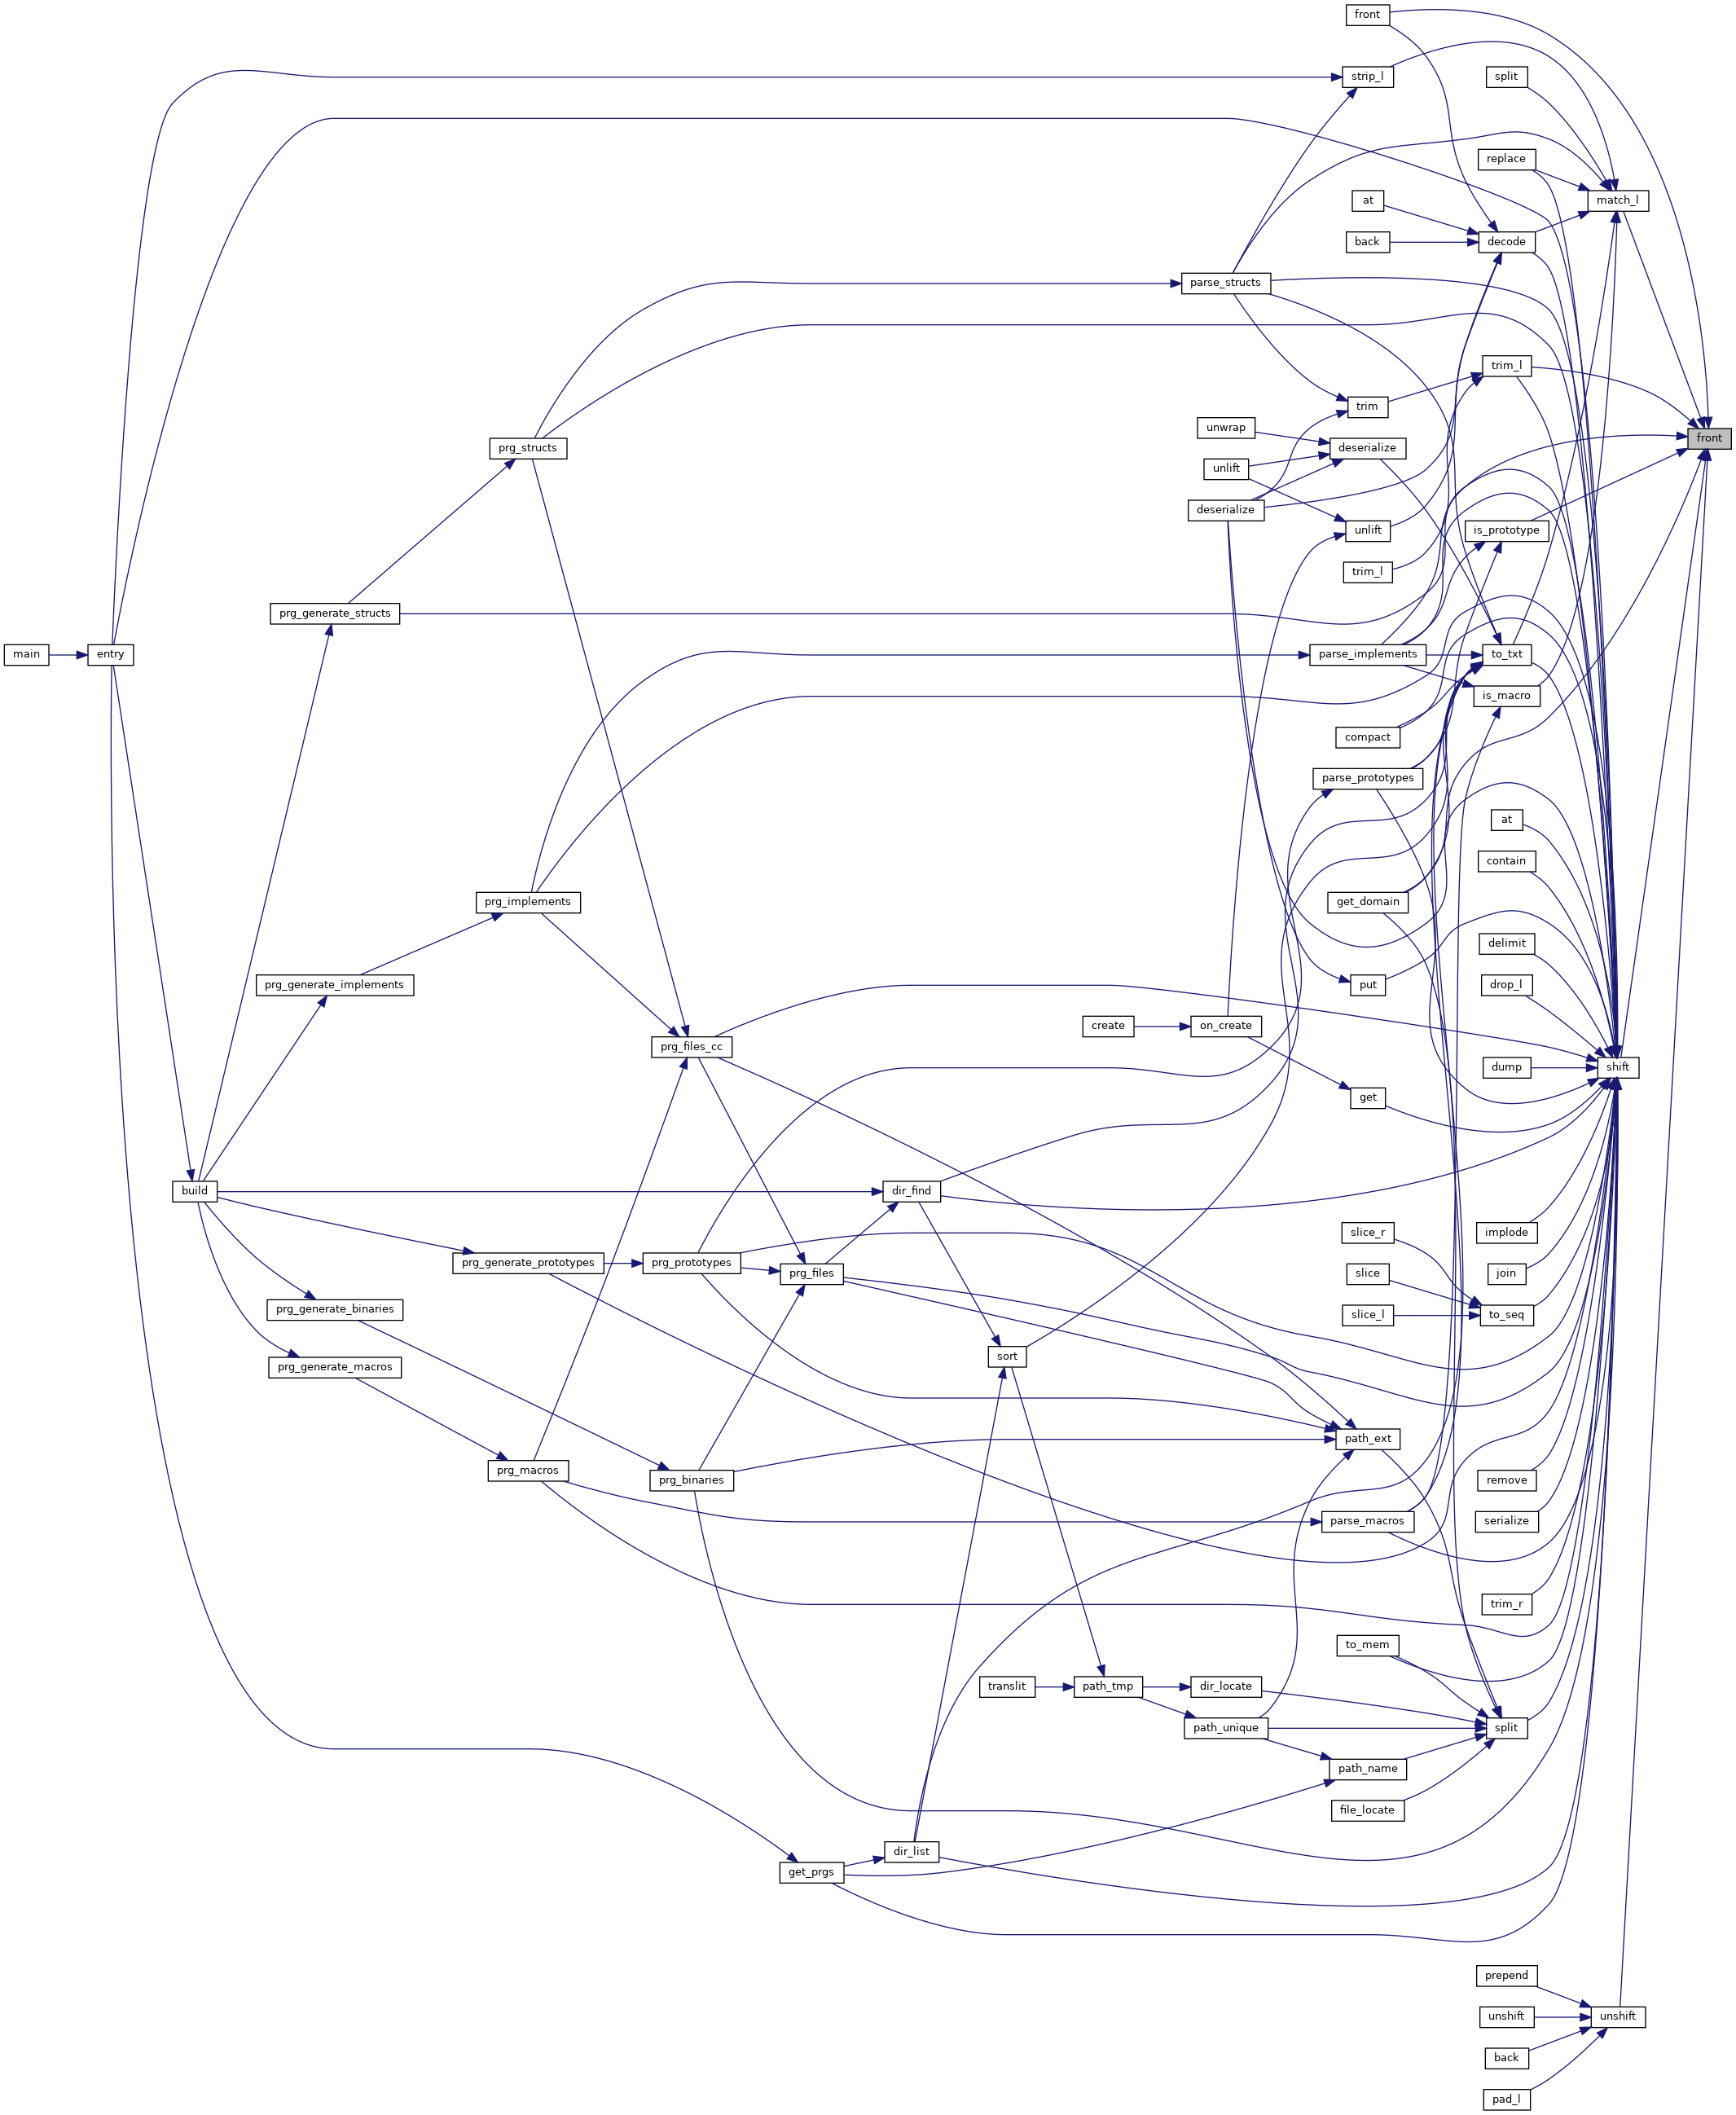 front
strip_l
split
replace
match_l
at
back
decode
parse_structs
trim_l
trim
unwrap
front
prg_structs
deserialize
unlift
deserialize
unlift
is_prototype
trim_l
prg_generate_structs
main
entry
parse_implements
to_txt
is_macro
compact
parse_prototypes
at
contain
prg_implements
get_domain
delimit
prg_generate_implements
put
drop_l
create
on_create
prg_files_cc
dump
shift
get
build
dir_find
slice_r
implode
prg_generate_prototypes
prg_prototypes
prg_files
slice
join
prg_generate_binaries
slice_l
to_seq
sort
prg_generate_macros
path_ext
prg_macros
prg_binaries
remove
parse_macros
serialize
trim_r
to_mem
translit
path_tmp
dir_locate
path_unique
split
path_name
file_locate
dir_list
get_prgs
prepend
unshift
unshift
back
pad_l